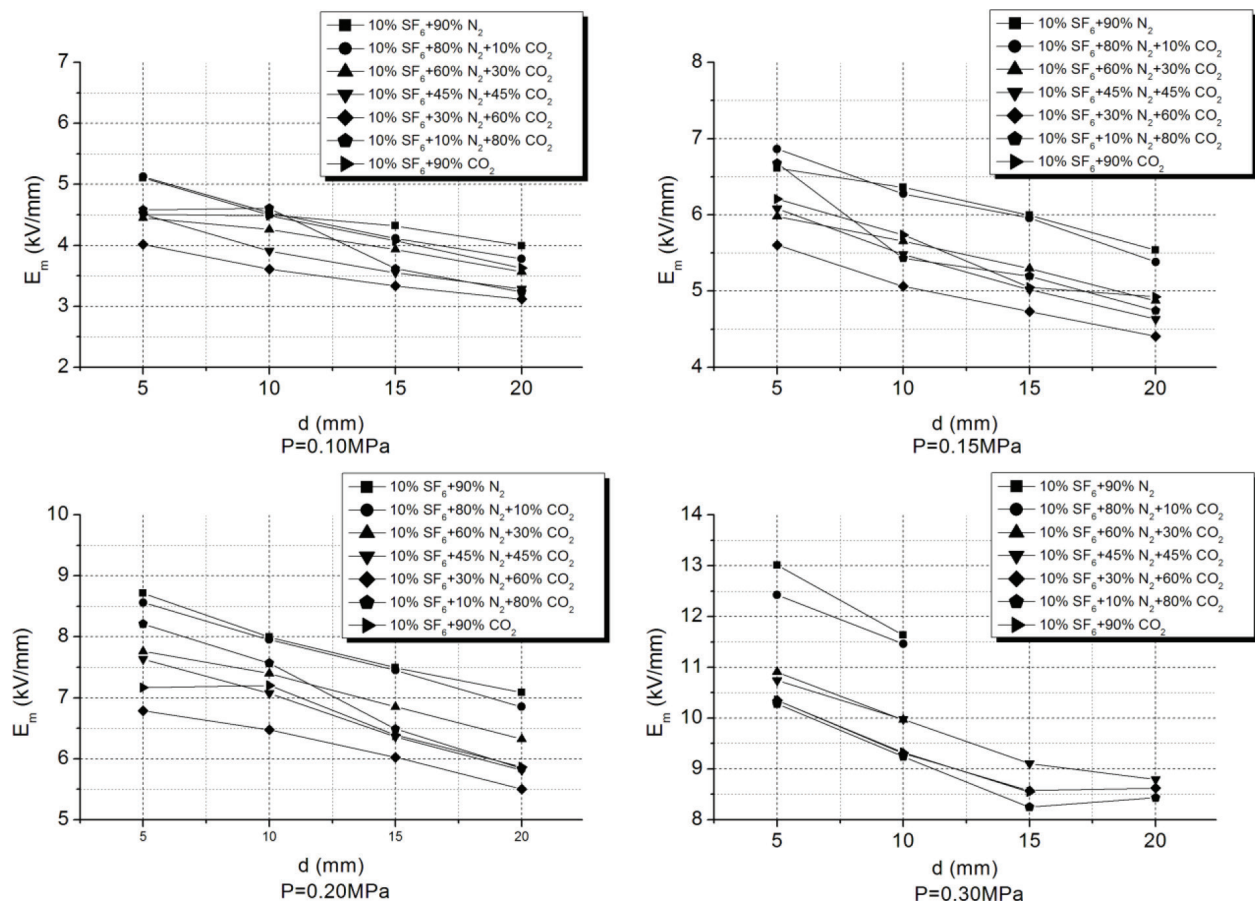 10% SF₆+90% N₂
10% SF₆+80% N₂+10% CO₂
10% SF₆+60% N₂+30% CO₂
10% SF₆+45% N₂+45% CO₂
10% SF₆+30% N₂+60% CO₂
10% SF₆+10% N₂+80% CO₂
10% SF₆+90% CO₂
7
6
5
4
3
2
Eₘ (kV/mm)
5 10 15 20
d (mm)
P=0.10MPa
10% SF₆+90% N₂
10% SF₆+80% N₂+10% CO₂
10% SF₆+60% N₂+30% CO₂
10% SF₆+45% N₂+45% CO₂
10% SF₆+30% N₂+60% CO₂
10% SF₆+10% N₂+80% CO₂
10% SF₆+90% CO₂
8
7
6
5
4
Eₘ (kV/mm)
5 10 15 20
d (mm)
P=0.15MPa
10% SF₆+90% N₂
10% SF₆+80% N₂+10% CO₂
10% SF₆+60% N₂+30% CO₂
10% SF₆+45% N₂+45% CO₂
10% SF₆+30% N₂+60% CO₂
10% SF₆+10% N₂+80% CO₂
10% SF₆+90% CO₂
10
9
8
7
6
5
Eₘ (kV/mm)
5 10 15 20
d (mm)
P=0.20MPa
10% SF₆+90% N₂
10% SF₆+80% N₂+10% CO₂
10% SF₆+60% N₂+30% CO₂
10% SF₆+45% N₂+45% CO₂
10% SF₆+30% N₂+60% CO₂
10% SF₆+10% N₂+80% CO₂
10% SF₆+90% CO₂
14
13
12
11
10
9
8
Eₘ (kV/mm)
5 10 15 20
d (mm)
P=0.30MPa